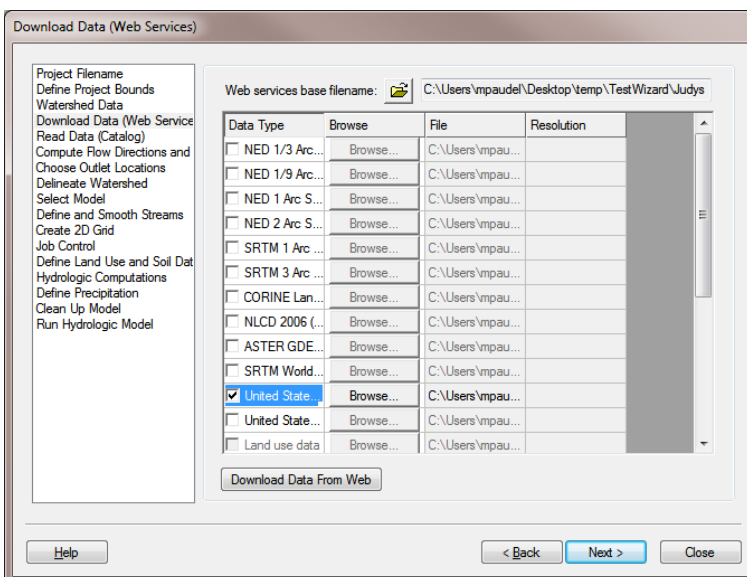 Download Data (Web Services)
Project Filename
Define Project Bounds
Watershed Data
Download Data (Web Service
Read Data (Catalog)
Compute Flow Directions and
Choose Outlet Locations
Delineate Watershed
Select Model
Define and Smooth Streams
Create 2D Grid
Job Control
Define Land Use and Soil Dat
Hydrologic Computations
Define Precipitation
Clean Up Model
Run Hydrologic Model
Web services base filename: C:\Users\mpaudel\Desktop\temp\TestWizard\Judys
Data Type Browse File Resolution
NED 1/3 Arc... Browse... C:\Users\mpau...
NED 1/9 Arc... Browse... C:\Users\mpau...
NED 1 Arc S... Browse... C:\Users\mpau...
NED 2 Arc S... Browse... C:\Users\mpau...
SRTM 1 Arc ... Browse... C:\Users\mpau...
SRTM 3 Arc ... Browse... C:\Users\mpau...
CORINE Lan... Browse... C:\Users\mpau...
NLCD 2006 (... Browse... C:\Users\mpau...
ASTER GDE... Browse... C:\Users\mpau...
SRTM World... Browse... C:\Users\mpau...
United State... Browse... C:\Users\mpau...
United State... Browse... C:\Users\mpau...
Land use data Browse... C:\Users\mpau...
Download Data From Web
Help < Back Next > Close